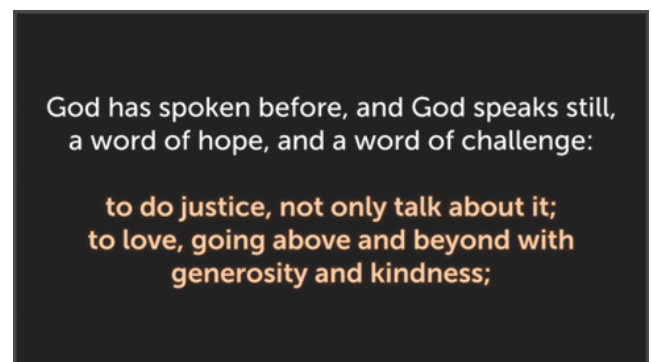 God has spoken before, and God speaks still,
a word of hope, and a word of challenge:
to do justice, not only talk about it;
to love, going above and beyond with
generosity and kindness;